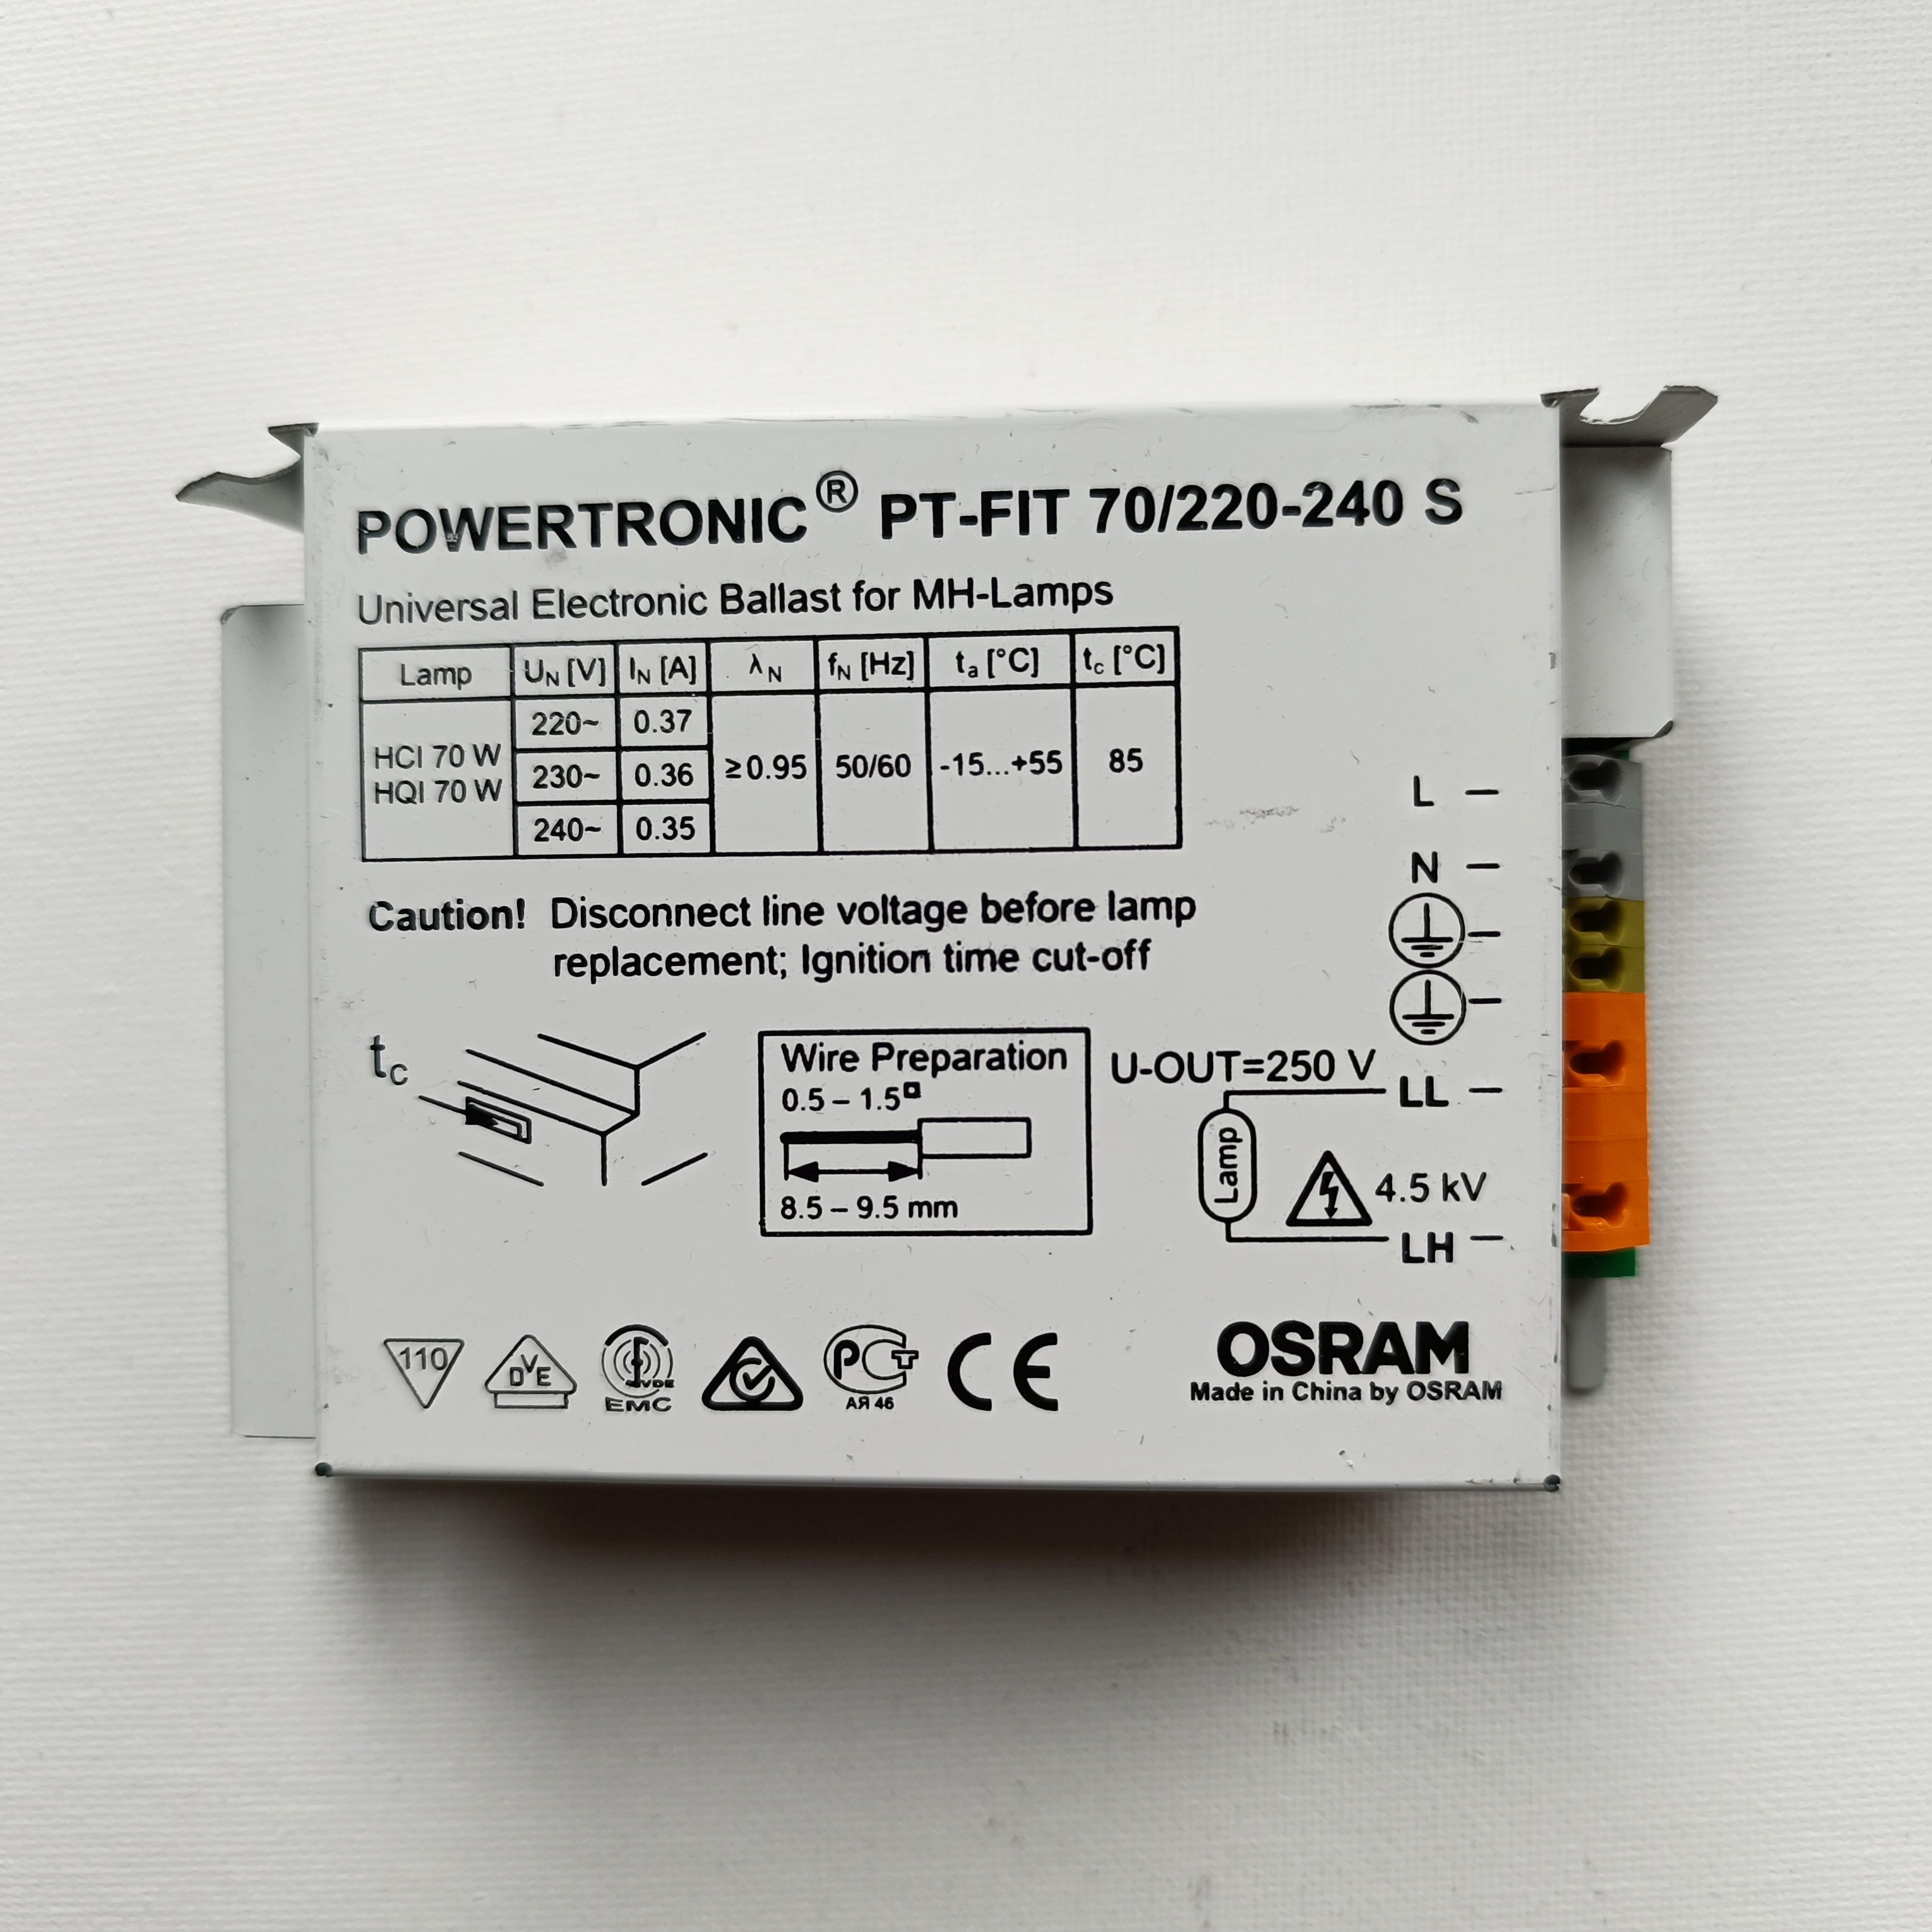 POWERTRONIC® PT-FIT 70/220-240 S
Universal Electronic Ballast for MH-Lamps
Lamp UN [V] IN [A] λN fN [Hz] ta [°C] tc [°C]
HCI 70 W
HQI 70 W
220~ 0.37
230~ 0.36
240~ 0.35
≥0.95 50/60 -15...+55 85
Caution! Disconnect line voltage before lamp
replacement; Ignition time cut-off
L
N
tc
Wire Preparation
0.5 – 1.5
8.5 – 9.5 mm
U-OUT=250 V
LL
Lamp
4.5 kV
LH
110
DVE
VDE
EMC
РСТ
АЯ 46
CE
OSRAM
Made in China by OSRAM